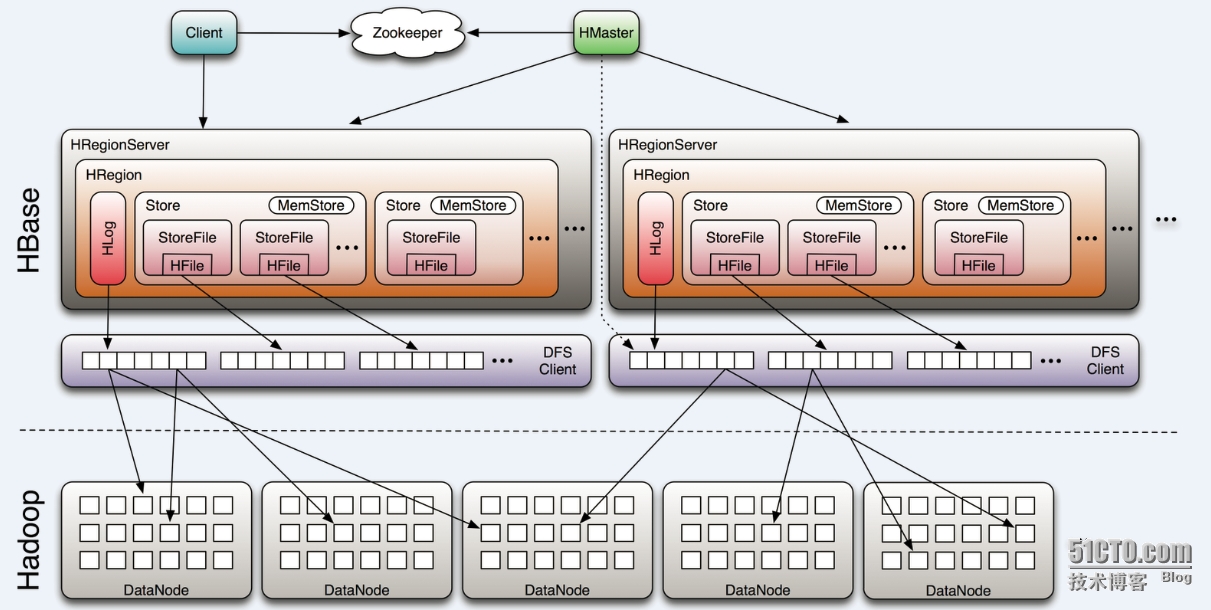 Client
Zookeeper
HMaster
HBase
HRegionServer
HRegion
HLog
Store
MemStore
StoreFile
HFile
StoreFile
HFile
...
Store
MemStore
StoreFile
HFile
...
...
HRegionServer
HRegion
HLog
Store
MemStore
StoreFile
HFile
StoreFile
HFile
...
Store
MemStore
StoreFile
HFile
...
...
...
...
DFS
Client
...
DFS
Client
Hadoop
DataNode
DataNode
DataNode
DataNode
DataNode
51CTO.com
技术博客 Blog